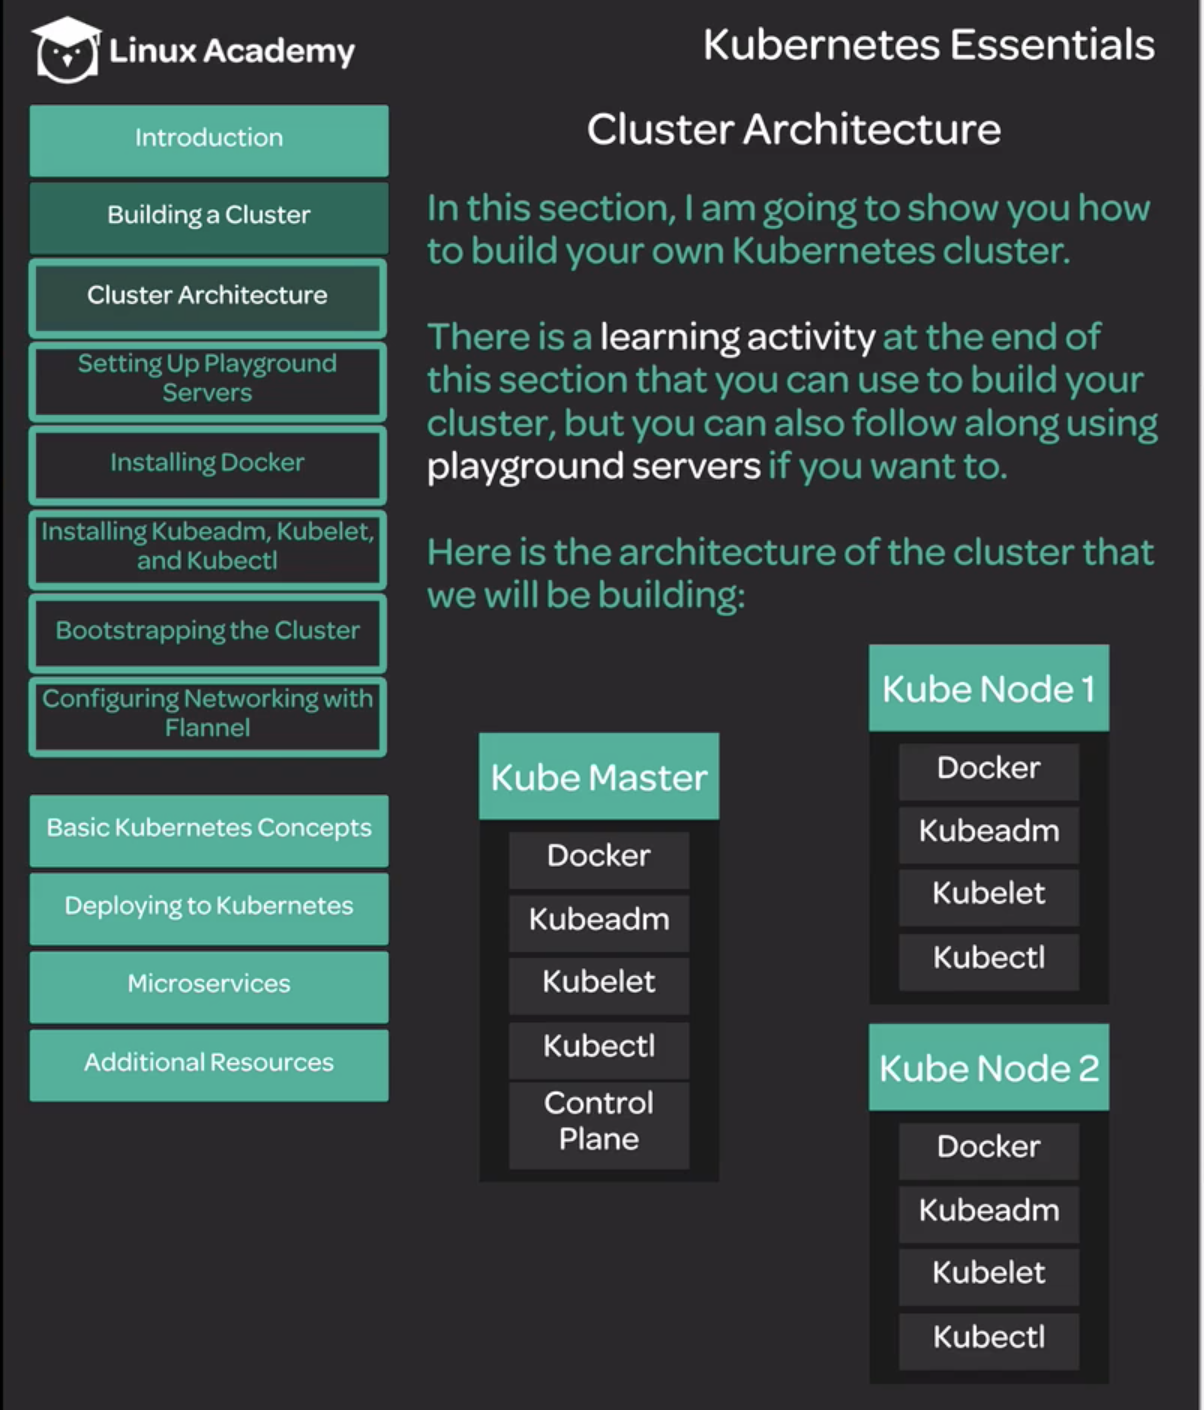 Linux Academy
Kubernetes Essentials
Introduction
Building a Cluster
Cluster Architecture
Setting Up Playground
Servers
Installing Docker
Installing Kubeadm, Kubelet,
and Kubectl
Bootstrapping the Cluster
Configuring Networking with
Flannel
Basic Kubernetes Concepts
Deploying to Kubernetes
Microservices
Additional Resources
Cluster Architecture
In this section, I am going to show you how
to build your own Kubernetes cluster.
There is a learning activity at the end of
this section that you can use to build your
cluster, but you can also follow along using
playground servers if you want to.
Here is the architecture of the cluster that
we will be building:
Kube Master
Docker
Kubeadm
Kubelet
Kubectl
Control
Plane
Kube Node 1
Docker
Kubeadm
Kubelet
Kubectl
Kube Node 2
Docker
Kubeadm
Kubelet
Kubectl